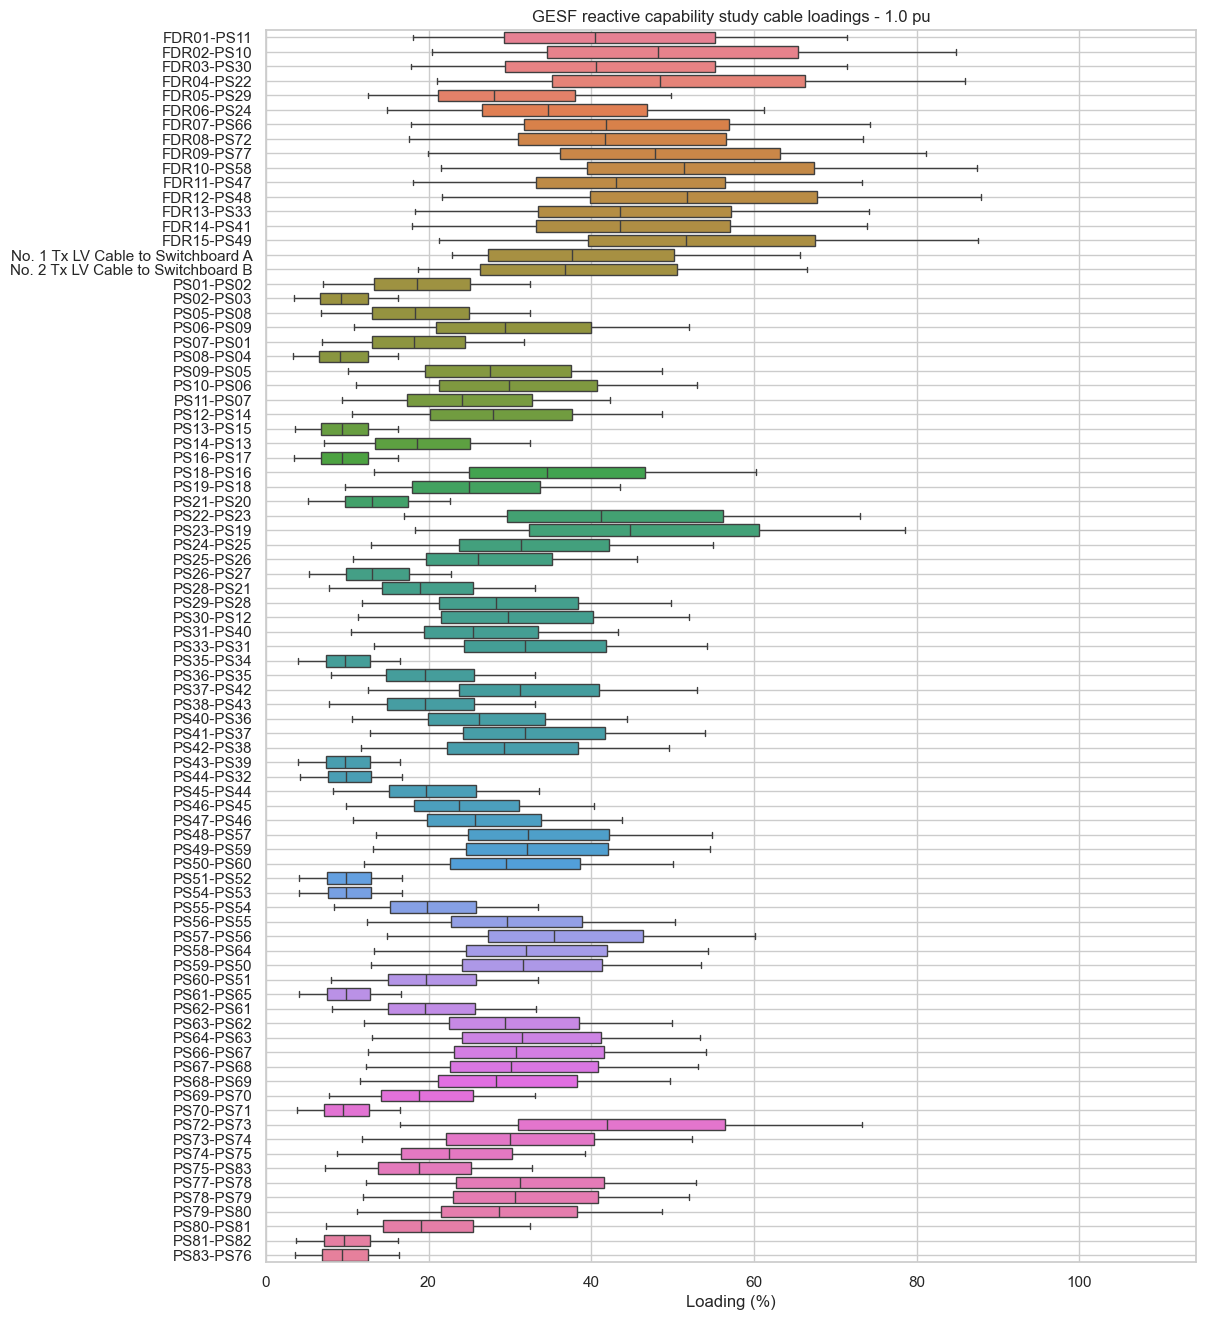 GESF reactive capability study cable loadings - 1.0 pu
FDR01-PS11
FDR02-PS10
FDR03-PS30
FDR04-PS22
FDR05-PS29
FDR06-PS24
FDR07-PS66
FDR08-PS72
FDR09-PS77
FDR10-PS58
FDR11-PS47
FDR12-PS48
FDR13-PS33
FDR14-PS41
FDR15-PS49
No. 1 Tx LV Cable to Switchboard A
No. 2 Tx LV Cable to Switchboard B
PS01-PS02
PS02-PS03
PS05-PS08
PS06-PS09
PS07-PS01
PS08-PS04
PS09-PS05
PS10-PS06
PS11-PS07
PS12-PS14
PS13-PS15
PS14-PS13
PS16-PS17
PS18-PS16
PS19-PS18
PS21-PS20
PS22-PS23
PS23-PS19
PS24-PS25
PS25-PS26
PS26-PS27
PS28-PS21
PS29-PS28
PS30-PS12
PS31-PS40
PS33-PS31
PS35-PS34
PS36-PS35
PS37-PS42
PS38-PS43
PS40-PS36
PS41-PS37
PS42-PS38
PS43-PS39
PS44-PS32
PS45-PS44
PS46-PS45
PS47-PS46
PS48-PS57
PS49-PS59
PS50-PS60
PS51-PS52
PS54-PS53
PS55-PS54
PS56-PS55
PS57-PS56
PS58-PS64
PS59-PS50
PS60-PS51
PS61-PS65
PS62-PS61
PS63-PS62
PS64-PS63
PS66-PS67
PS67-PS68
PS68-PS69
PS69-PS70
PS70-PS71
PS72-PS73
PS73-PS74
PS74-PS75
PS75-PS83
PS77-PS78
PS78-PS79
PS79-PS80
PS80-PS81
PS81-PS82
PS83-PS76
0 20 40 60 80 100
Loading (%)